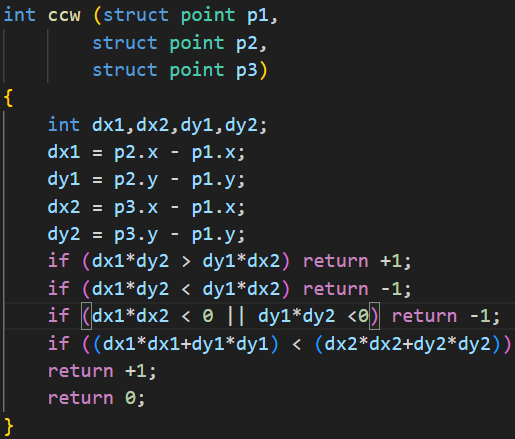 int ccw (struct point p1,
         struct point p2,
         struct point p3)
{
    int dx1,dx2,dy1,dy2;
    dx1 = p2.x - p1.x;
    dy1 = p2.y - p1.y;
    dx2 = p3.x - p1.x;
    dy2 = p3.y - p1.y;
    if (dx1*dy2 > dy1*dx2) return +1;
    if (dx1*dy2 < dy1*dx2) return -1;
    if (dx1*dx2 < 0 || dy1*dy2 <0) return -1;
    if ((dx1*dx1+dy1*dy1) < (dx2*dx2+dy2*dy2))
    return +1;
    return 0;
}